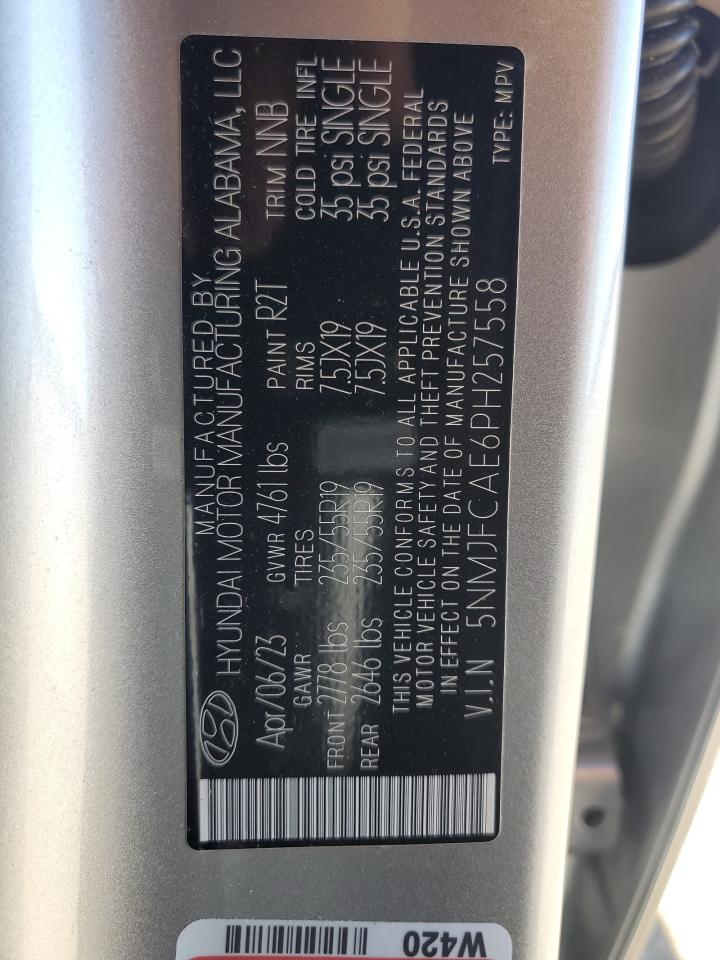 MANUFACTURED BY
HYUNDAI MOTOR MANUFACTURING ALABAMA, LLC
Apr/06/23 GVWR 4761 lbs PAINT R2T TRIM NNB
GAWR TIRES RIMS COLD TIRE INFL
FRONT 2778 lbs 235/55R19 7.5JX19 35 psi SINGLE
REAR 2646 lbs 235/55R19 7.5JX19 35 psi SINGLE
THIS VEHICLE CONFORMS TO ALL APPLICABLE U.S.A. FEDERAL
MOTOR VEHICLE SAFETY AND THEFT PREVENTION STANDARDS
IN EFFECT ON THE DATE OF MANUFACTURE SHOWN ABOVE
V.I.N 5NMJFCAE6PH257558
TYPE: MPV
W420